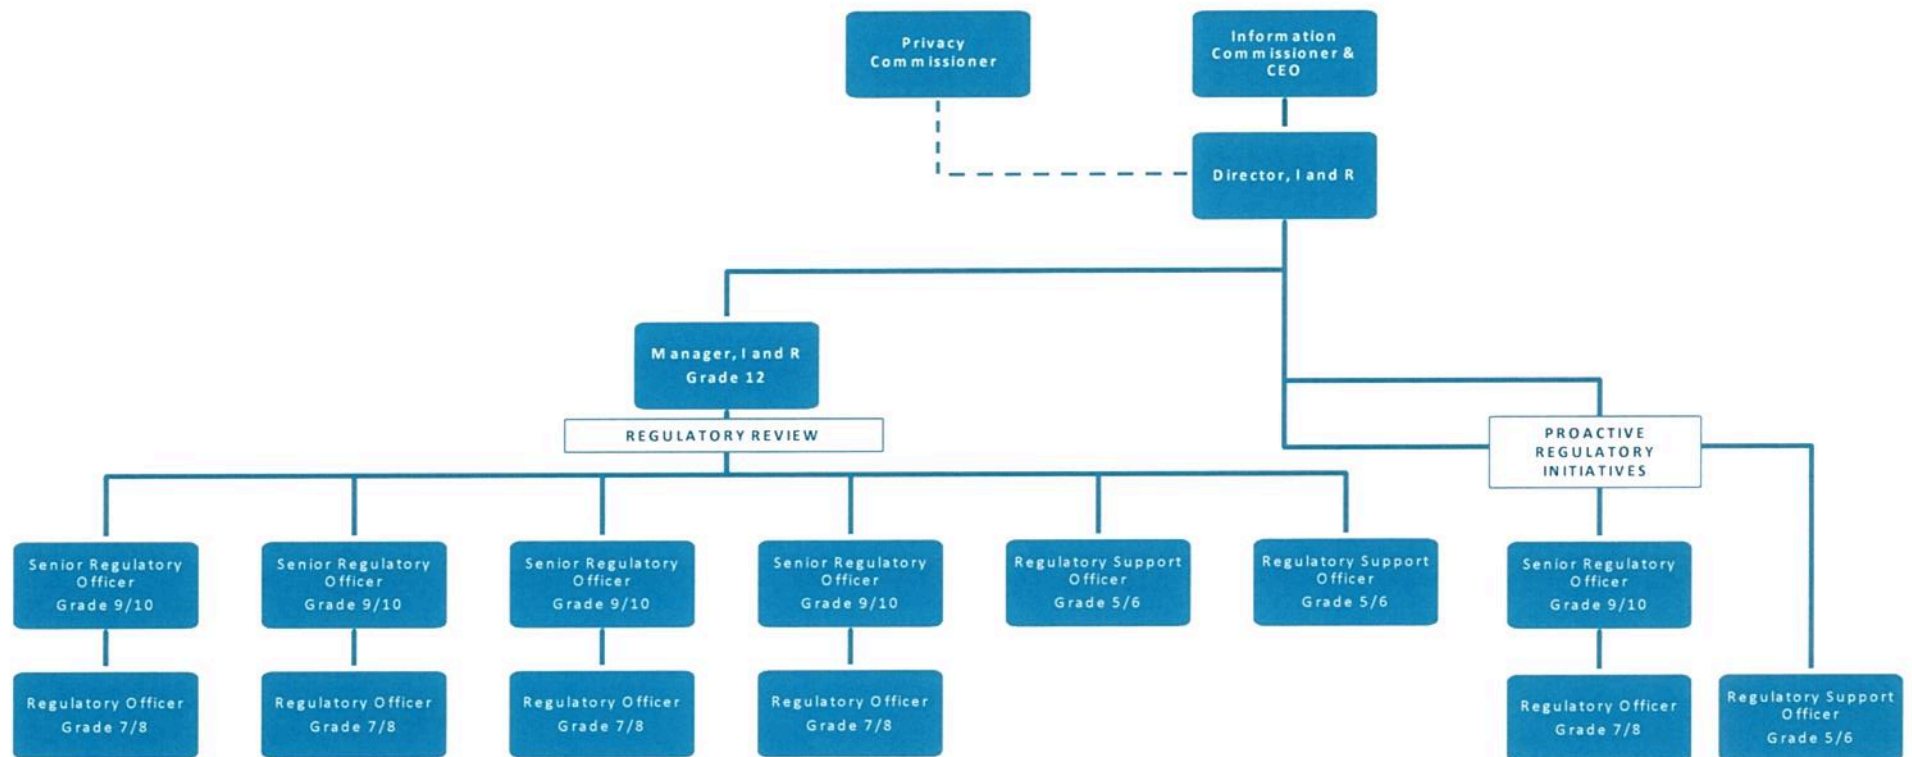 Privacy
Commissioner
Information
Commissioner &
CEO
Director, I and R
Manager, I and R
Grade 12
REGULATORY REVIEW
PROACTIVE
REGULATORY
INITIATIVES
Senior Regulatory
Officer
Grade 9/10
Senior Regulatory
Officer
Grade 9/10
Senior Regulatory
Officer
Grade 9/10
Senior Regulatory
Officer
Grade 9/10
Regulatory Support
Officer
Grade 5/6
Regulatory Support
Officer
Grade 5/6
Senior Regulatory
Officer
Grade 9/10
Regulatory Officer
Grade 7/8
Regulatory Officer
Grade 7/8
Regulatory Officer
Grade 7/8
Regulatory Officer
Grade 7/8
Regulatory Officer
Grade 7/8
Regulatory Support
Officer
Grade 5/6